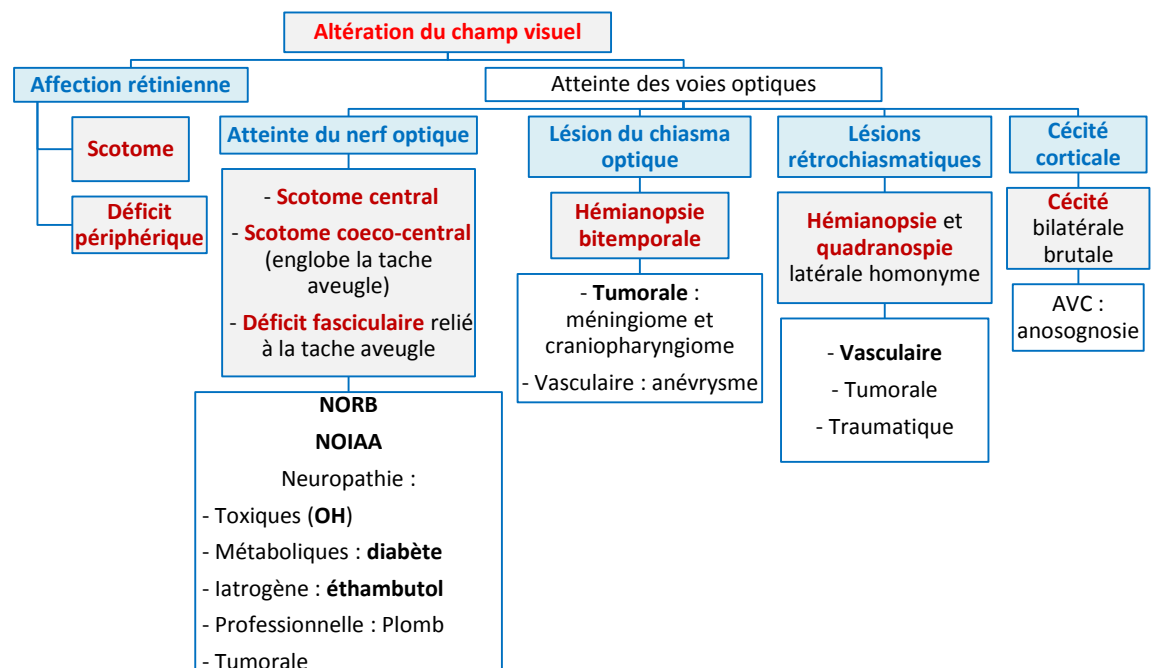 Altération du champ visuel
Affection rétinienne
Scotome
Déficit
périphérique
Atteinte des voies optiques
Atteinte du nerf optique
- Scotome central
- Scotome coeco-central
(englobe la tache
aveugle)
- Déficit fasciculaire relié
à la tache aveugle
NORB
NOIAA
Neuropathie :
- Toxiques (OH)
- Métaboliques : diabète
- Iatrogène : éthambutol
- Professionnelle : Plomb
- Tumorale
Lésion du chiasma
optique
Hémianopsie
bitemporale
- Tumorale :
méningiome et
craniopharyngiome
- Vasculaire : anévrysme
Lésions
rétrochiasmatiques
Hémianopsie et
quadranospie
latérale homonyme
- Vasculaire
- Tumorale
- Traumatique
Cécité
corticale
Cécité
bilatérale
brutale
AVC :
anosognosie